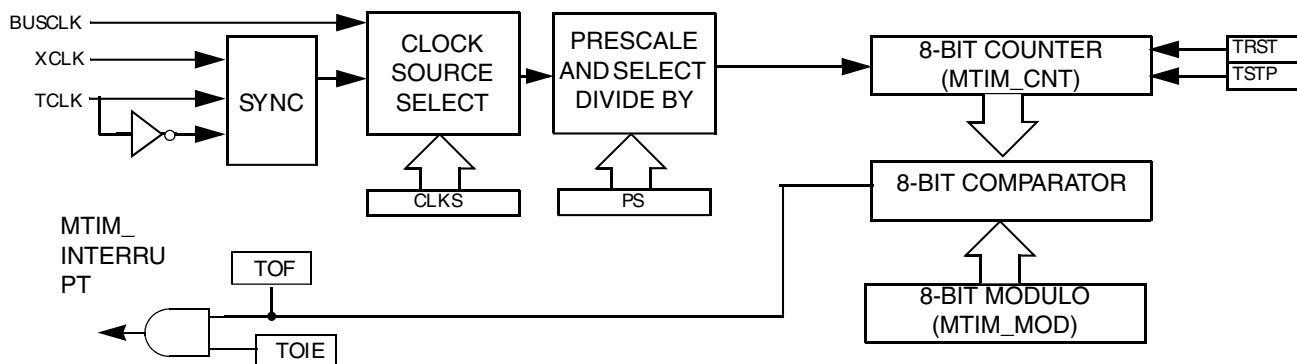 BUSCLK
XCLK
TCLK
SYNC
CLOCK
SOURCE
SELECT
PRESCALE
AND SELECT
DIVIDE BY
8-BIT COUNTER
(MTIM_CNT)
TRST
TSTP
CLKS
PS
8-BIT COMPARATOR
MTIM_
INTERRU
PT
TOF
TOIE
8-BIT MODULO
(MTIM_MOD)